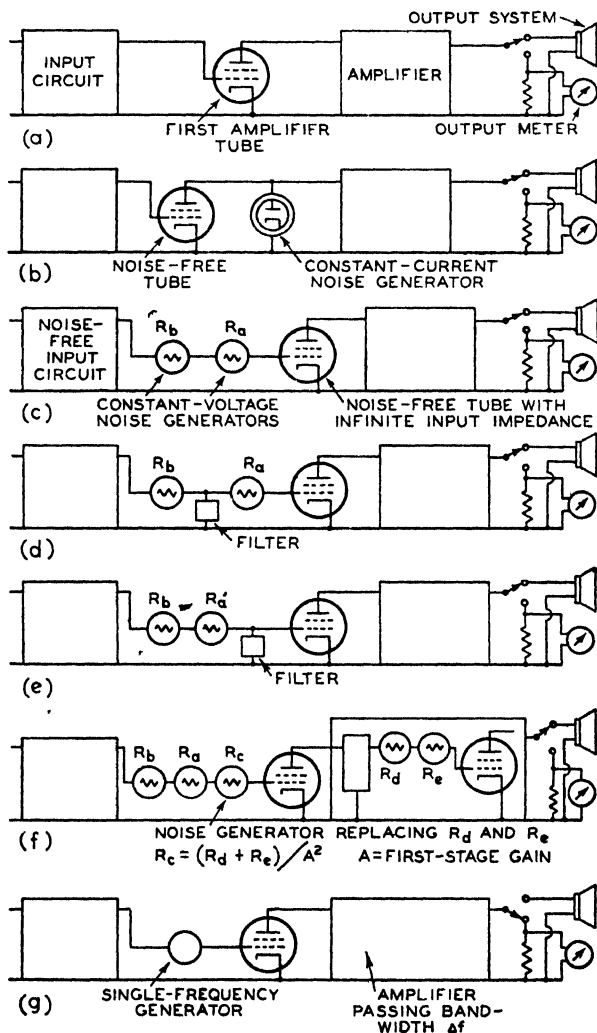 OUTPUT SYSTEM
INPUT
CIRCUIT
AMPLIFIER
FIRST AMPLIFIER
TUBE
OUTPUT METER
(a)
NOISE-FREE
TUBE
CONSTANT-CURRENT
NOISE GENERATOR
(b)
NOISE-
FREE
INPUT
CIRCUIT
Rb Ra
CONSTANT-VOLTAGE
NOISE GENERATORS
NOISE-FREE TUBE WITH
INFINITE INPUT IMPEDANCE
(c)
Rb Ra
FILTER
(d)
Rb Ra'
FILTER
(e)
Rb Ra Rc
Rd Re
NOISE GENERATOR REPLACING Rd AND Re
Rc = (Rd + Re)/A² A = FIRST-STAGE GAIN
(f)
SINGLE-FREQUENCY
GENERATOR
AMPLIFIER
PASSING BAND-
WIDTH Δf
(g)